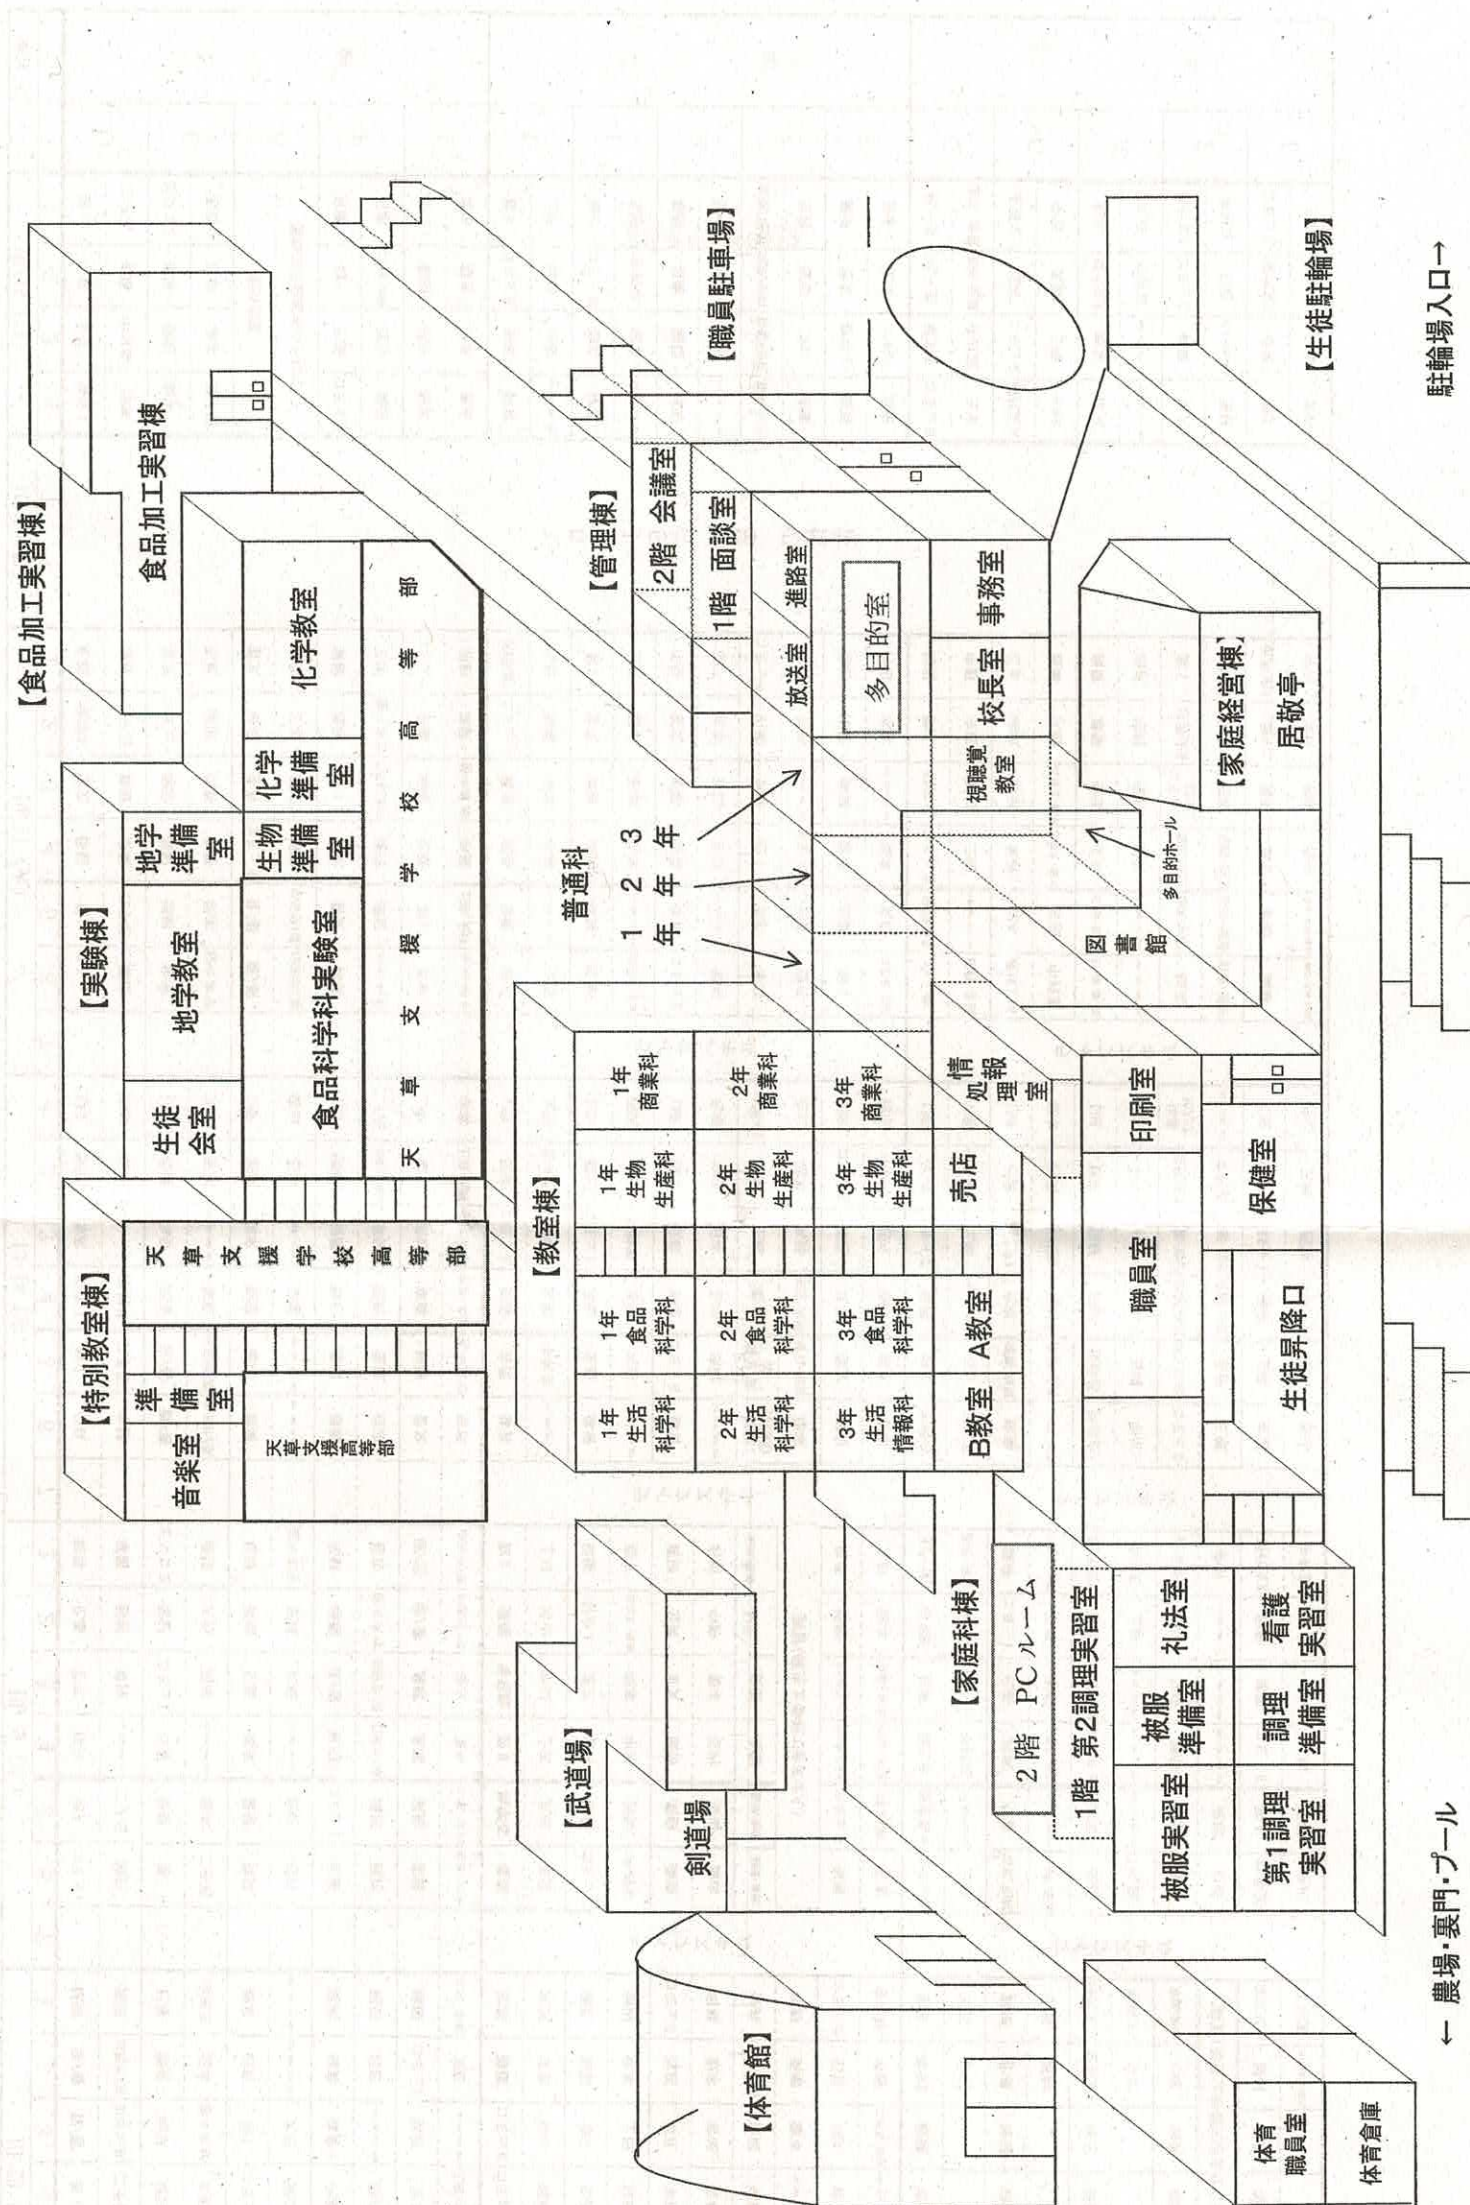 【食品加工実習棟】
食品加工実習棟
【実験棟】
生徒
会室
地学教室
地学
準備
室
食品科学科実験室
生物
準備
室
化学
準備
室
化学教室
天草支援学校高等部
【特別教室棟】
音楽室
準備室
天草支援高等部
天草支援学校高等部
【管理棟】
2階 会議室
1階 面談室
【職員駐車場】
放送室 進路室
多目的室
校長室
事務室
視聴覚
教室
普通科
1年
2年
3年
【教室棟】
1年
生活
科学科
1年
食品
科学科
1年
生物
生産科
1年
商業科
2年
生活
科学科
2年
食品
科学科
2年
生物
生産科
2年
商業科
3年
生活
情報科
3年
食品
科学科
3年
生物
生産科
3年
商業科
B教室
A教室
売店
情報処理室
多目的ホール
図書館
【家庭経営棟】
居敬亭
職員室
印刷室
生徒昇降口
保健室
【武道場】
剣道場
【家庭科棟】
2階 PCルーム
1階 第2調理実習室
被服実習室
被服
準備室
礼法室
第1調理
実習室
調理
準備室
看護
実習室
【体育館】
体育
職員室
体育倉庫
【生徒駐輪場】
駐輪場入口→
← 農場・裏門・プール